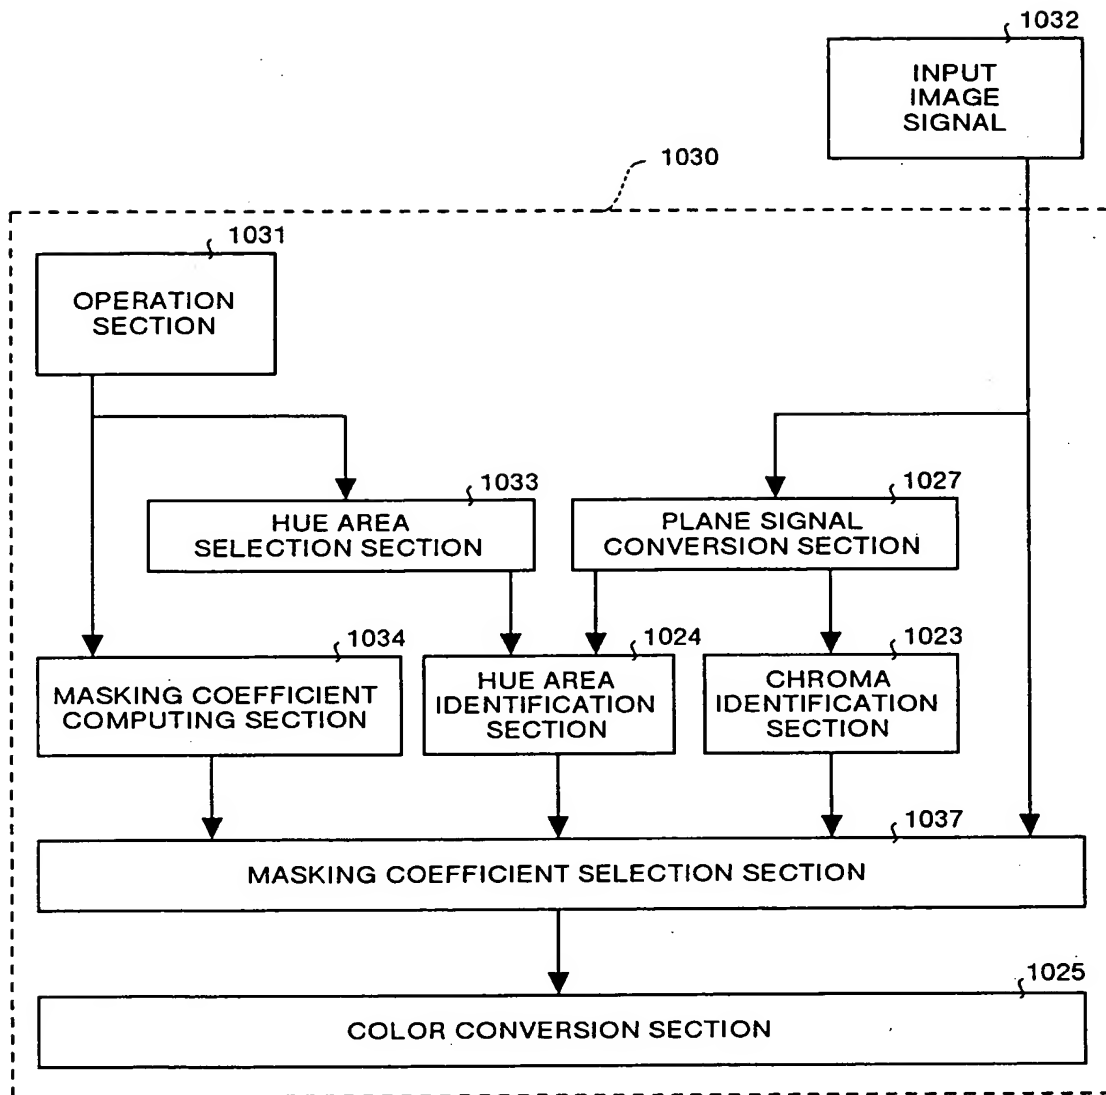 1032
INPUT
IMAGE
SIGNAL
1030
1031
OPERATION
SECTION
1033
HUE AREA
SELECTION SECTION
1027
PLANE SIGNAL
CONVERSION SECTION
1034
MASKING COEFFICIENT
COMPUTING SECTION
1024
HUE AREA
IDENTIFICATION
SECTION
1023
CHROMA
IDENTIFICATION
SECTION
1037
MASKING COEFFICIENT SELECTION SECTION
1025
COLOR CONVERSION SECTION